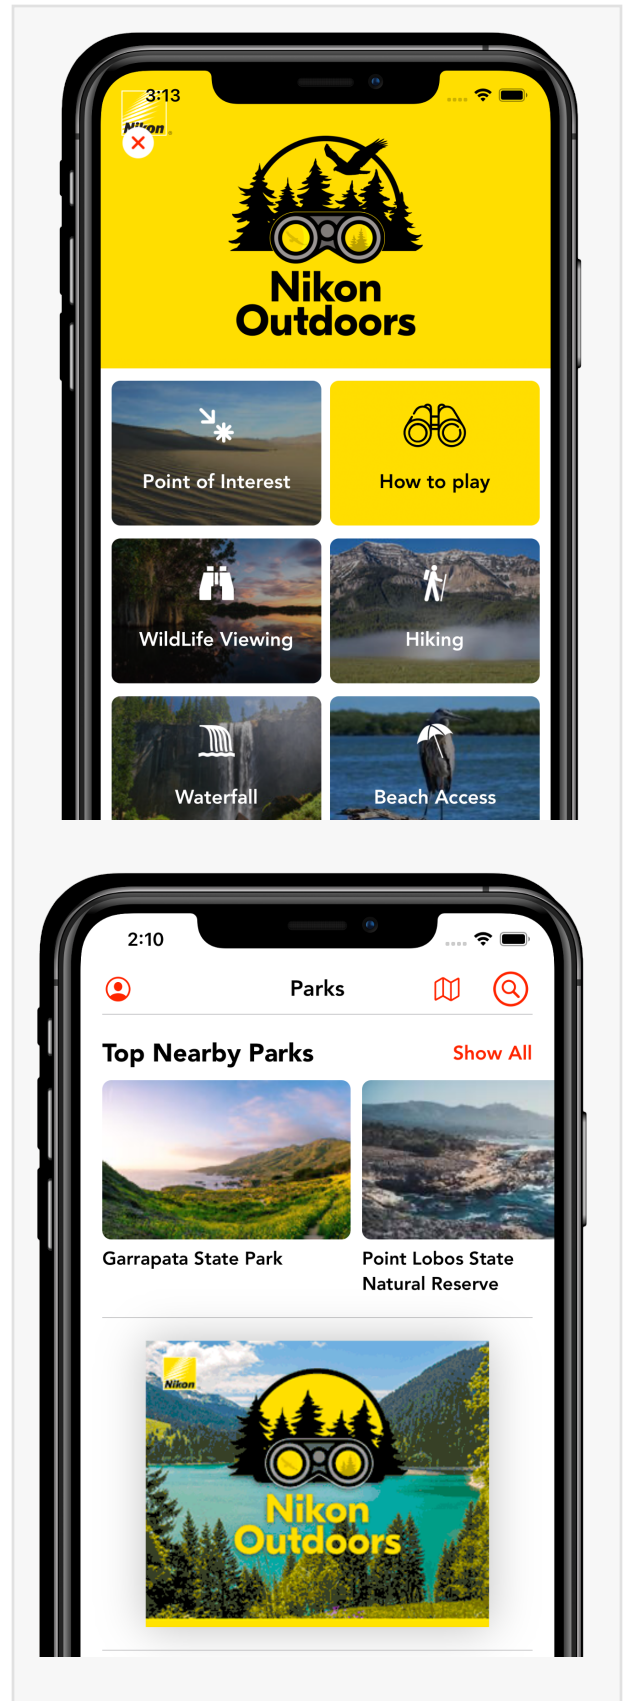 3:13
Nikon
Nikon
Outdoors
Point of Interest
How to play
WildLife Viewing
Hiking
Waterfall
Beach Access
2:10
Parks
Top Nearby Parks
Show All
Garrapata State Park
Point Lobos State
Natural Reserve
Nikon
Nikon
Outdoors